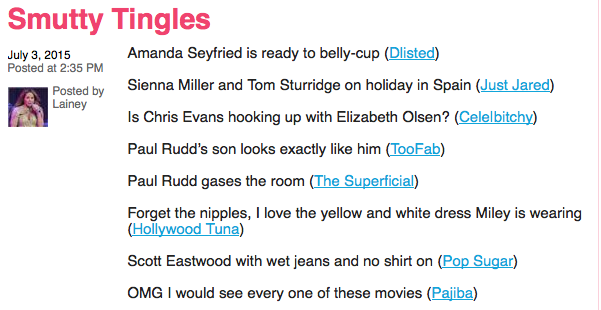 Smutty Tingles
July 3, 2015
Posted at 2:35 PM
Posted by
Lainey
Amanda Seyfried is ready to belly-cup (Dlisted)
Sienna Miller and Tom Sturridge on holiday in Spain (Just Jared)
Is Chris Evans hooking up with Elizabeth Olsen? (Celelbitchy)
Paul Rudd’s son looks exactly like him (TooFab)
Paul Rudd gases the room (The Superficial)
Forget the nipples, I love the yellow and white dress Miley is wearing
(Hollywood Tuna)
Scott Eastwood with wet jeans and no shirt on (Pop Sugar)
OMG I would see every one of these movies (Pajiba)